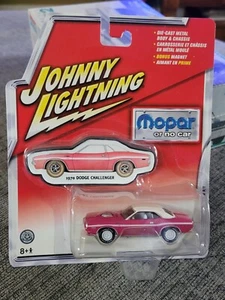 • DIE-CAST METAL
BODY & CHASSIS
• CARROSSERIE ET CHÂSSIS
EN MÉTAL MOULÉ
• BONUS MAGNET
• AIMANT EN PRIME
JOHNNY
LIGHTNING
mopar
or no car
1970 DODGE CHALLENGER
8+